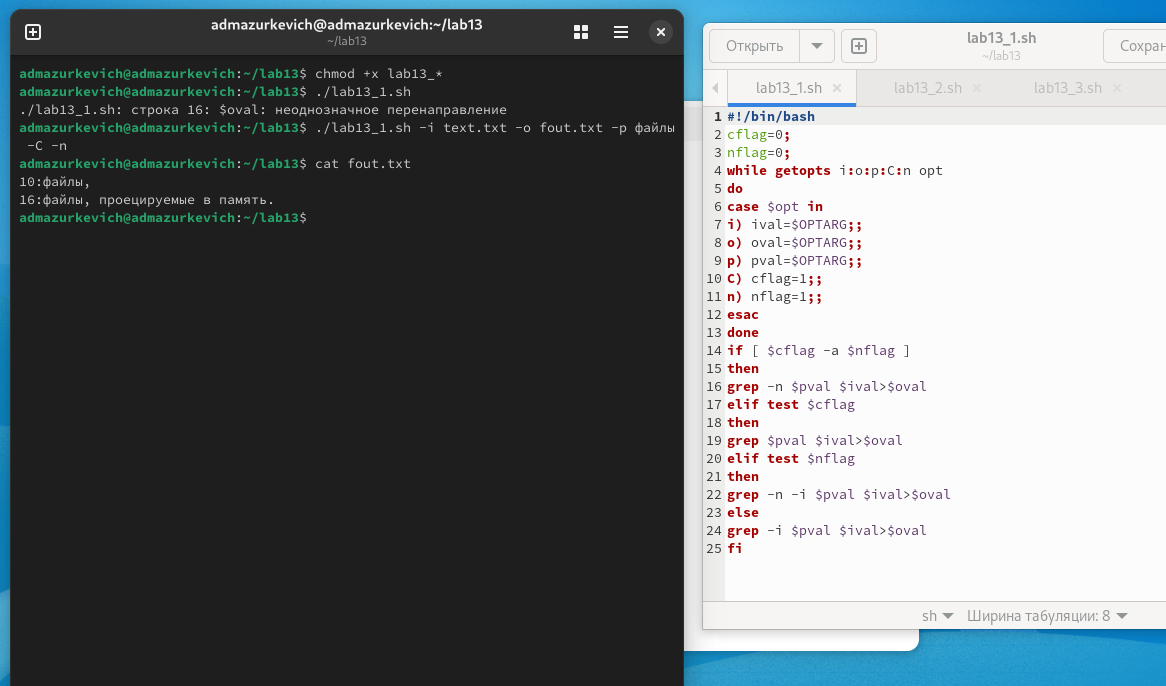 admazurkevich@admazurkevich:~/lab13
~/lab13
admazurkevich@admazurkevich:~/lab13$ chmod +x lab13_*
admazurkevich@admazurkevich:~/lab13$ ./lab13_1.sh
./lab13_1.sh: строка 16: $oval: неоднозначное перенаправление
admazurkevich@admazurkevich:~/lab13$ ./lab13_1.sh -i text.txt -o fout.txt -p файлы
-C -n
admazurkevich@admazurkevich:~/lab13$ cat fout.txt
10:файлы,
16:файлы, проецируемые в память.
admazurkevich@admazurkevich:~/lab13$
Открыть
lab13_1.sh
~/lab13
Сохран
lab13_1.sh
lab13_2.sh
lab13_3.sh
1 #!/bin/bash
2 cflag=0;
3 nflag=0;
4 while getopts i:o:p:C:n opt
5 do
6 case $opt in
7 i) ival=$OPTARG;;
8 o) oval=$OPTARG;;
9 p) pval=$OPTARG;;
10 C) cflag=1;;
11 n) nflag=1;;
12 esac
13 done
14 if [ $cflag -a $nflag ]
15 then
16 grep -n $pval $ival>$oval
17 elif test $cflag
18 then
19 grep $pval $ival>$oval
20 elif test $nflag
21 then
22 grep -n -i $pval $ival>$oval
23 else
24 grep -i $pval $ival>$oval
25 fi
sh
Ширина табуляции: 8